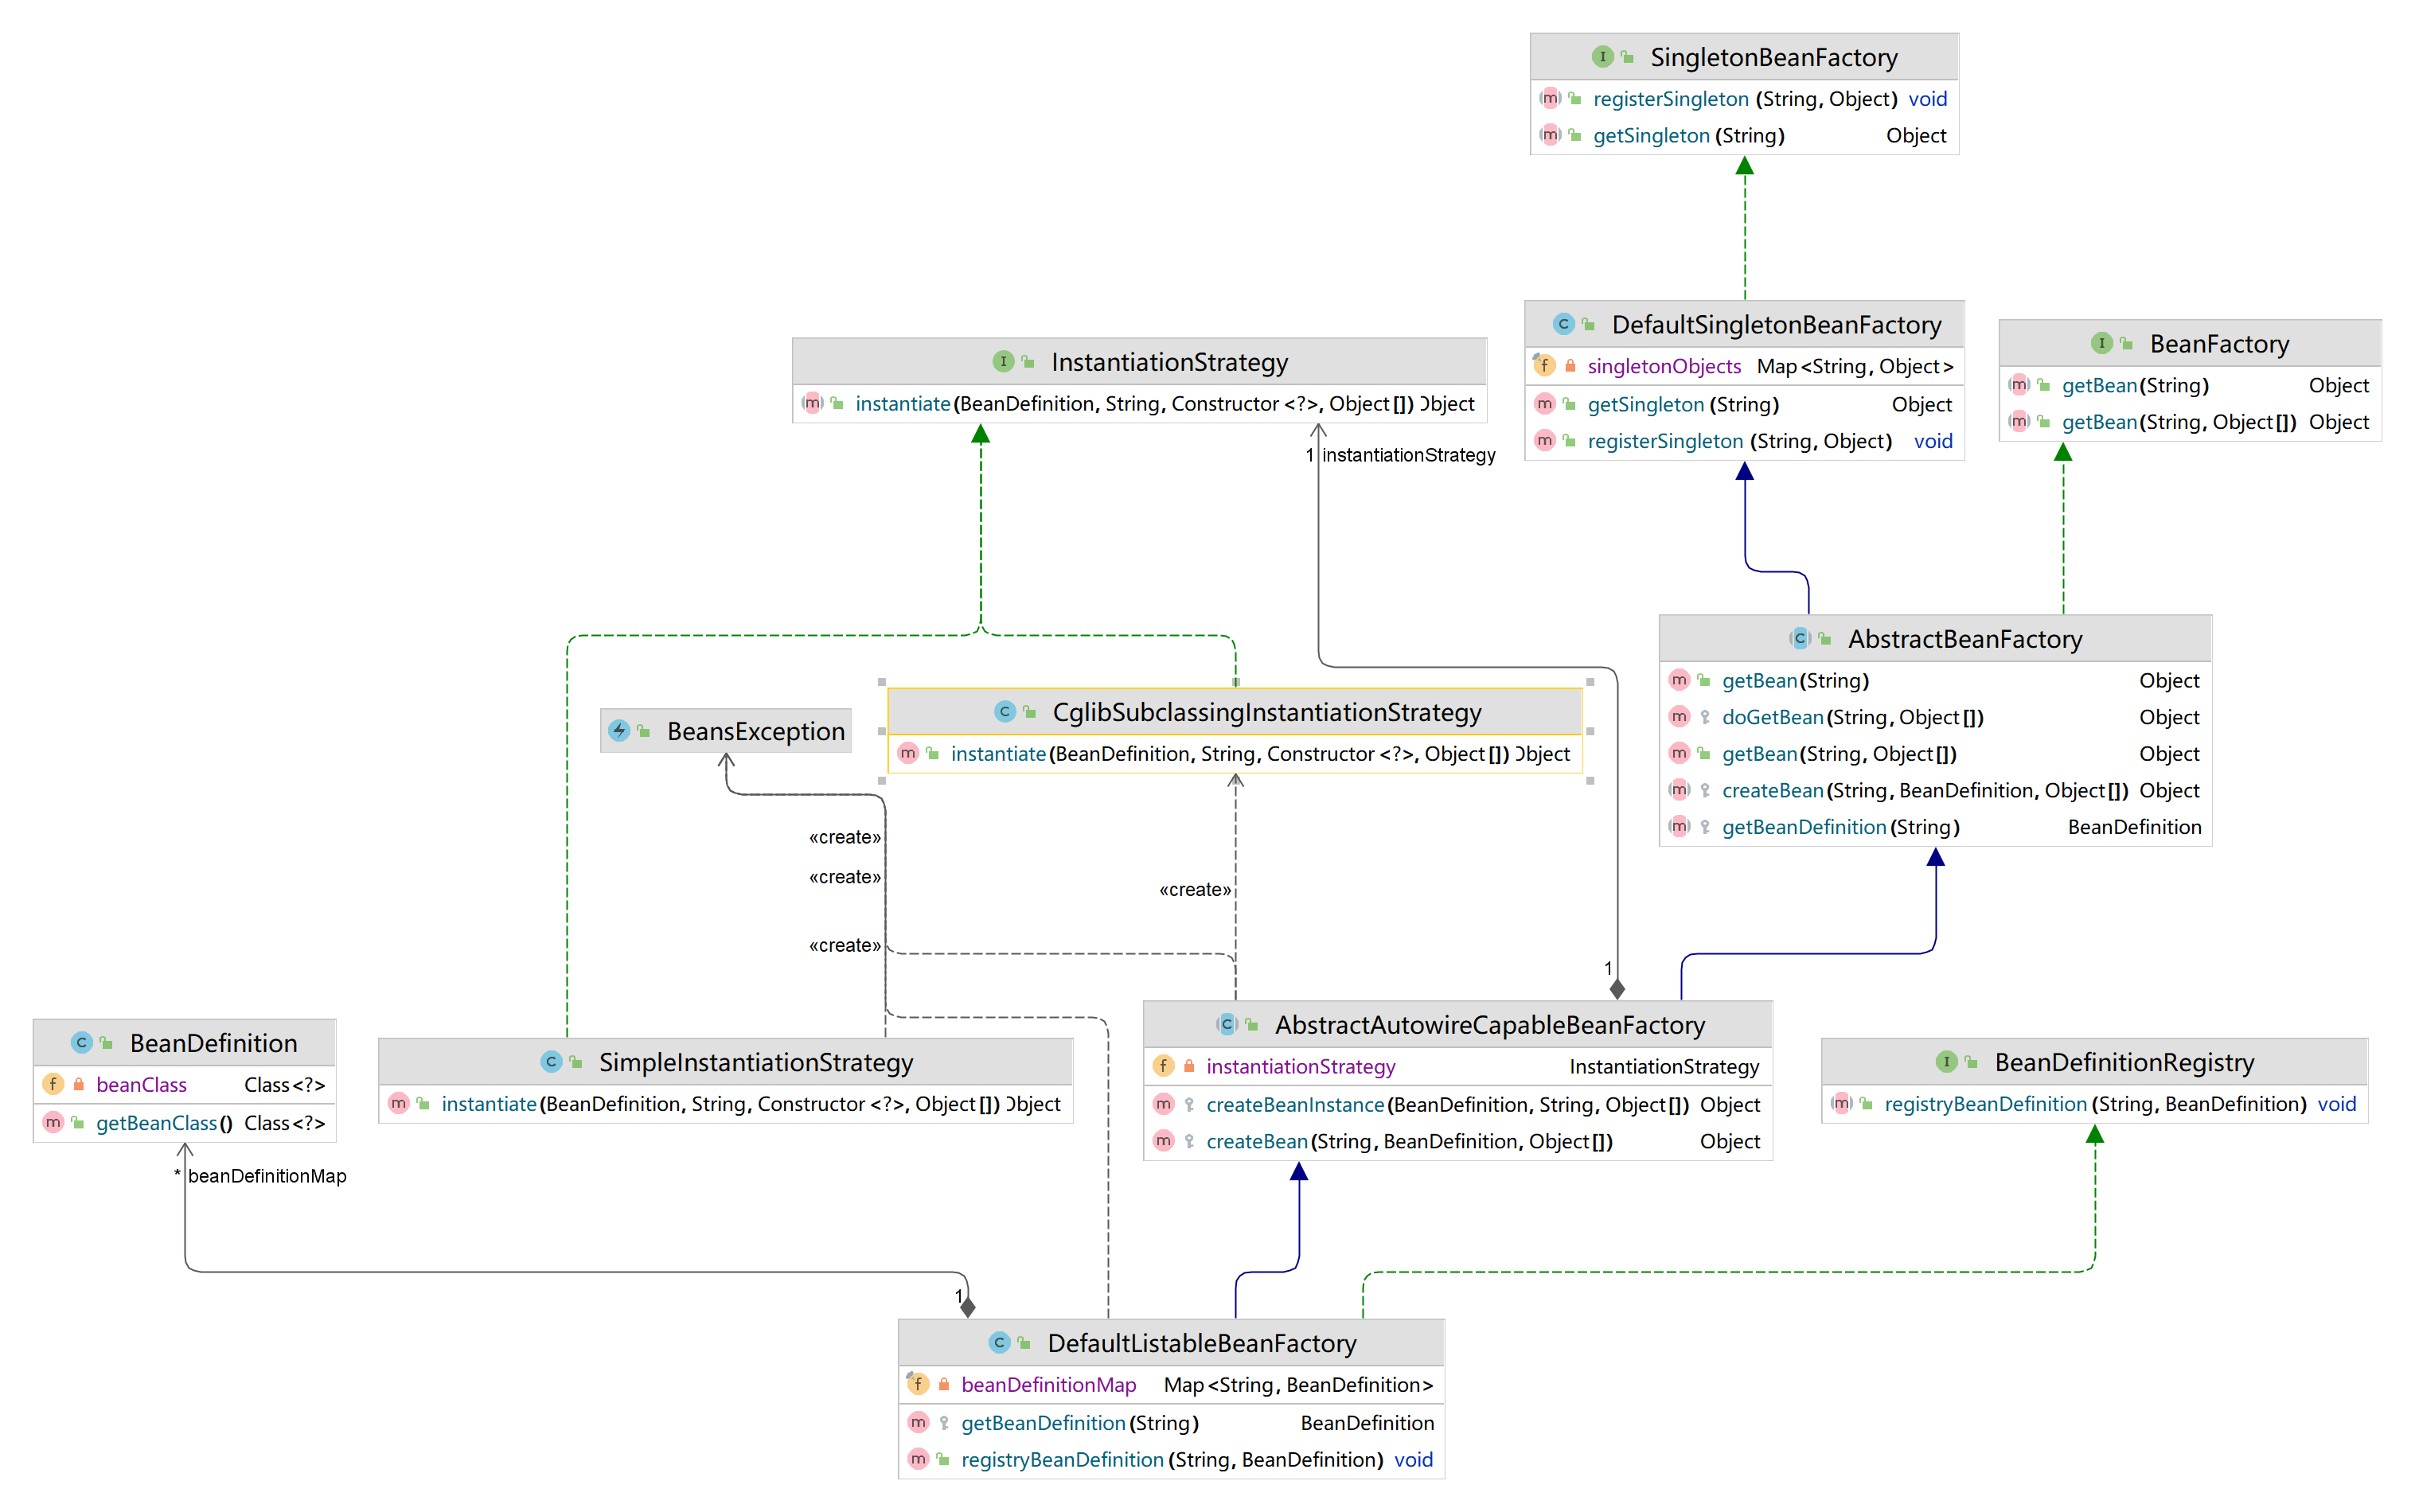 SingletonBeanFactory
registerSingleton (String, Object) void
getSingleton (String) Object
DefaultSingletonBeanFactory
singletonObjects Map<String, Object>
getSingleton (String) Object
registerSingleton (String, Object) void
BeanFactory
getBean(String) Object
getBean(String, Object[]) Object
InstantiationStrategy
instantiate(BeanDefinition, String, Constructor <?>, Object[]) Object
1 instantiationStrategy
AbstractBeanFactory
getBean(String) Object
doGetBean(String, Object[]) Object
getBean(String, Object[]) Object
createBean(String, BeanDefinition, Object[]) Object
getBeanDefinition(String) BeanDefinition
BeansException
CglibSubclassingInstantiationStrategy
instantiate(BeanDefinition, String, Constructor <?>, Object[]) Object
«create»
«create»
«create»
«create»
1
BeanDefinition
beanClass Class<?>
getBeanClass() Class<?>
* beanDefinitionMap
SimpleInstantiationStrategy
instantiate(BeanDefinition, String, Constructor <?>, Object[]) Object
AbstractAutowireCapableBeanFactory
instantiationStrategy InstantiationStrategy
createBeanInstance(BeanDefinition, String, Object[]) Object
createBean(String, BeanDefinition, Object[]) Object
BeanDefinitionRegistry
registryBeanDefinition(String, BeanDefinition) void
1
DefaultListableBeanFactory
beanDefinitionMap Map<String, BeanDefinition>
getBeanDefinition(String) BeanDefinition
registryBeanDefinition(String, BeanDefinition) void